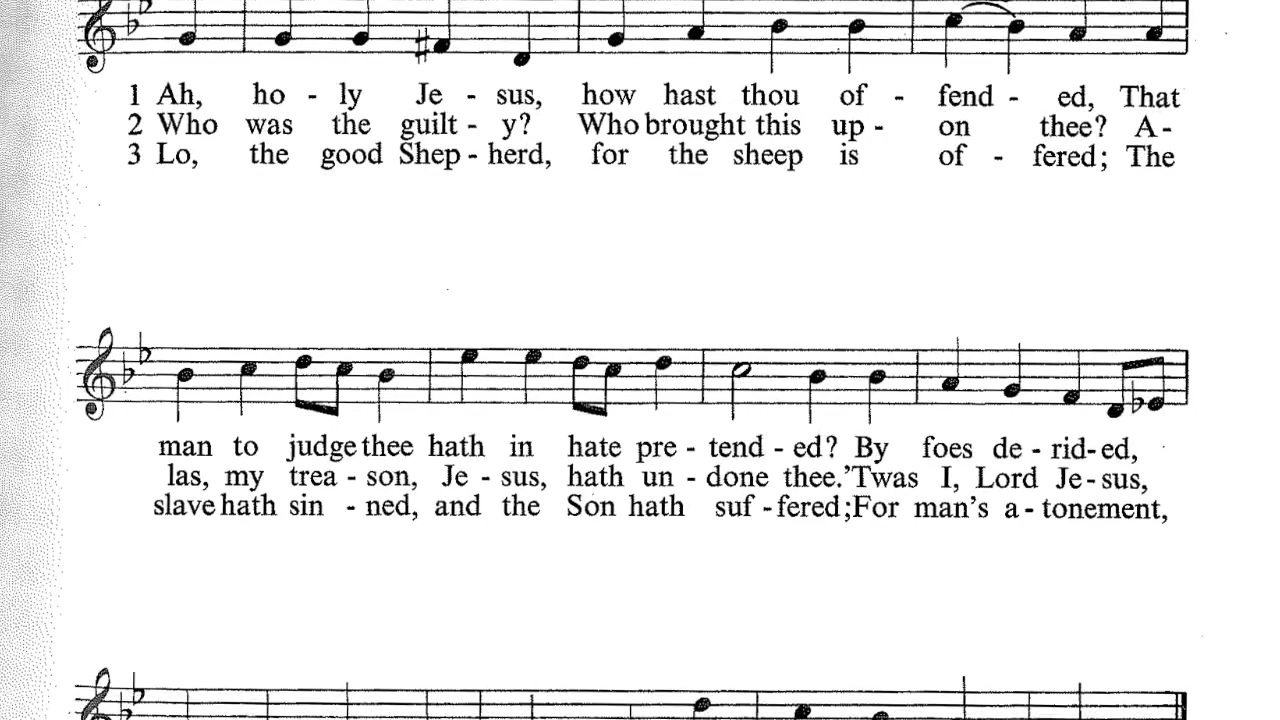 1 Ah, ho - ly Je - sus, how hast thou of - fend - ed, That
2 Who was the guilt - y? Who brought this up - on thee? A-
3 Lo, the good Shep - herd, for the sheep is of - fered; The
man to judge thee hath in hate pre - tend - ed? By foes de - rid - ed,
las, my trea - son, Je - sus, hath un - done thee. 'Twas I, Lord Je - sus,
slave hath sin - ned, and the Son hath suf - fered; For man's a - tonement,